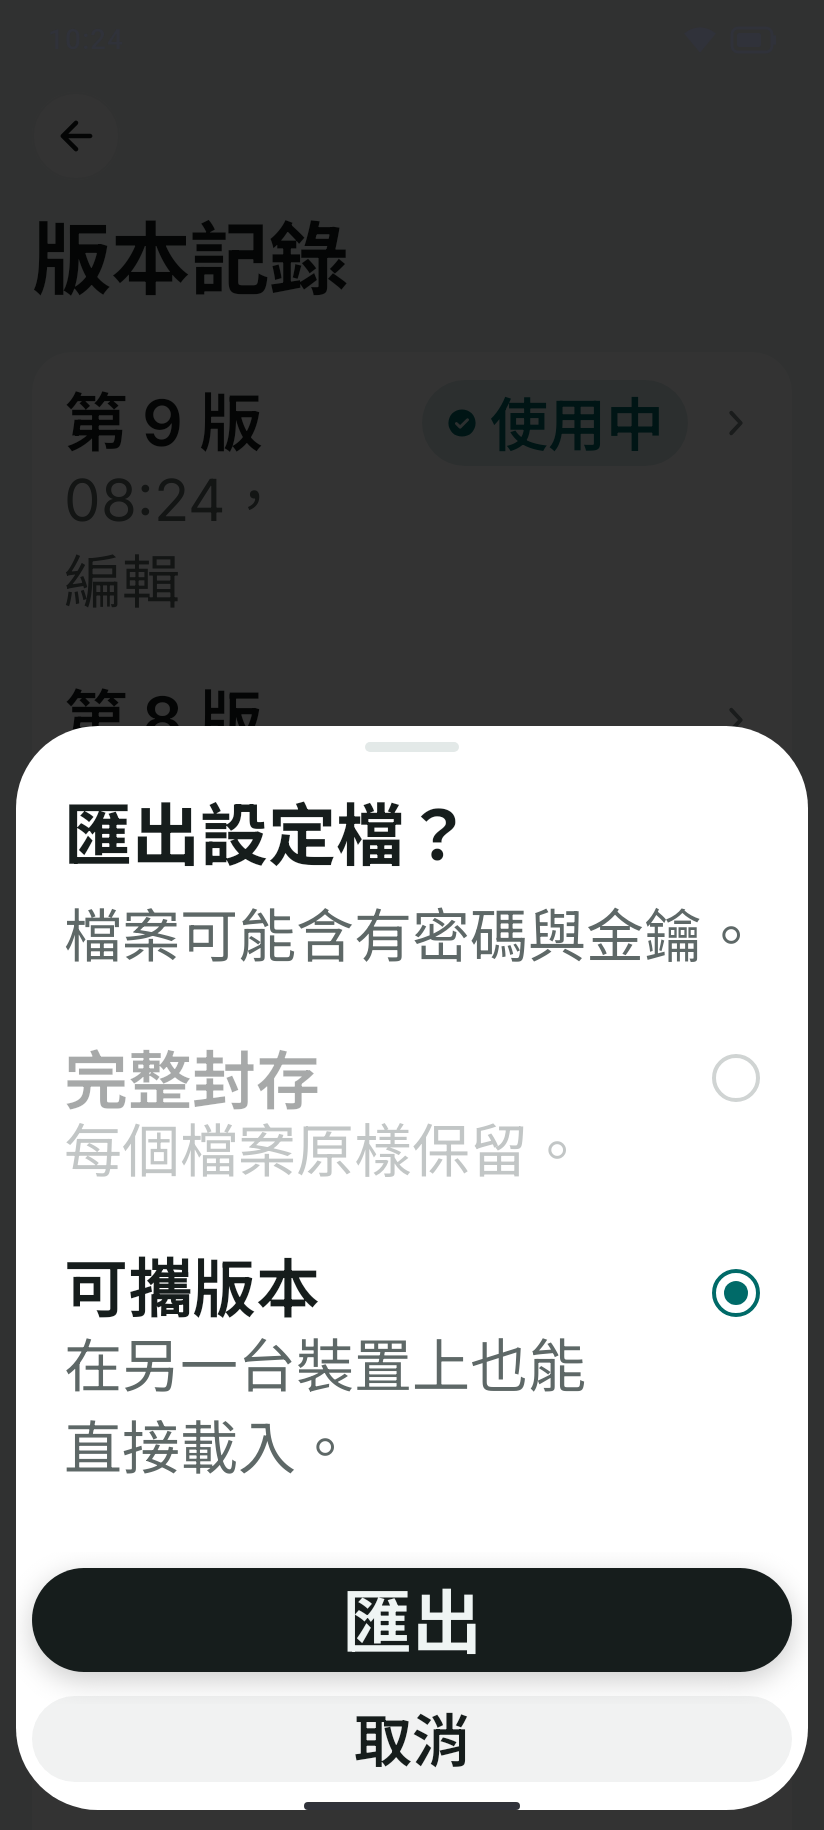 版本記錄
第 9 版
使用中
08:24，
編輯
第 8 版
匯出設定檔？
檔案可能含有密碼與金鑰。
完整封存
每個檔案原樣保留。
可攜版本
在另一台裝置上也能
直接載入。
匯出
取消